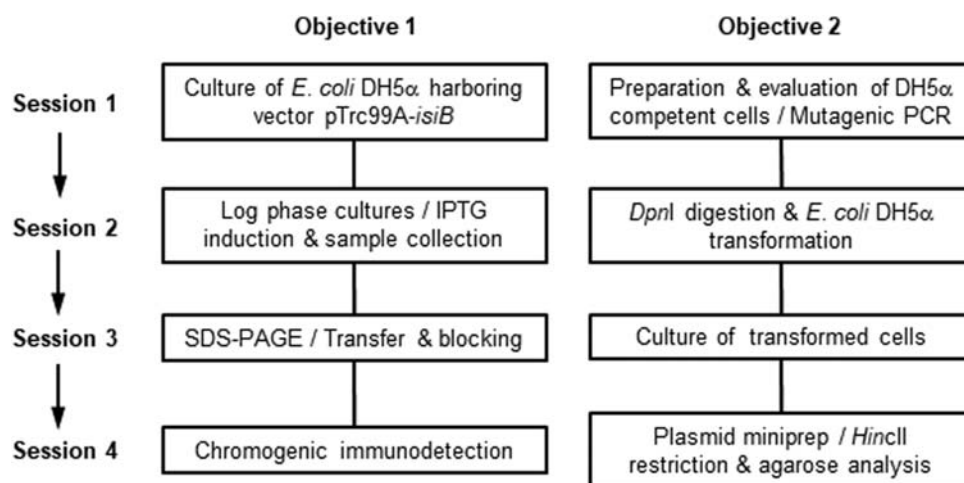 Objective 1
Objective 2
Session 1
Culture of E. coli DH5α harboring
vector pTrc99A-isiB
Preparation & evaluation of DH5α
competent cells / Mutagenic PCR
Session 2
Log phase cultures / IPTG
induction & sample collection
DpnI digestion & E. coli DH5α
transformation
Session 3
SDS-PAGE / Transfer & blocking
Culture of transformed cells
Session 4
Chromogenic immunodetection
Plasmid miniprep / HincII
restriction & agarose analysis